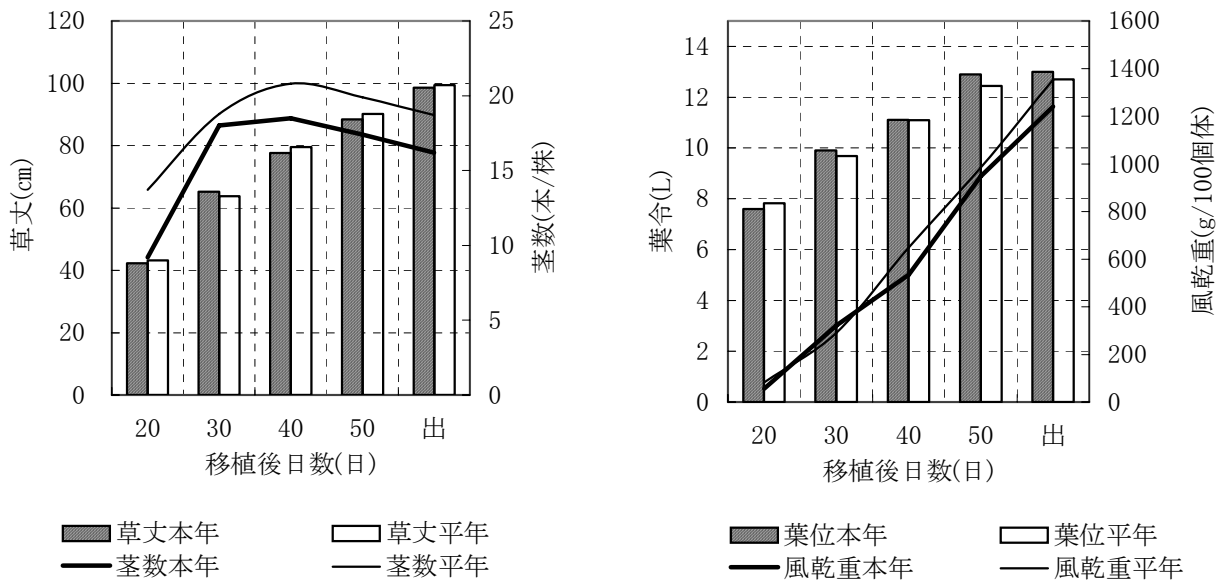 120
100
80
60
40
20
0
草丈(cm)
25
20
15
10
5
0
茎数(本/株)
20 30 40 50 出
移植後日数(日)
草丈本年 草丈平年
茎数本年 茎数平年
14
12
10
8
6
4
2
0
葉令(L)
1600
1400
1200
1000
800
600
400
200
0
風乾重(g/100個体)
20 30 40 50 出
移植後日数(日)
葉位本年 葉位平年
風乾重本年 風乾重平年